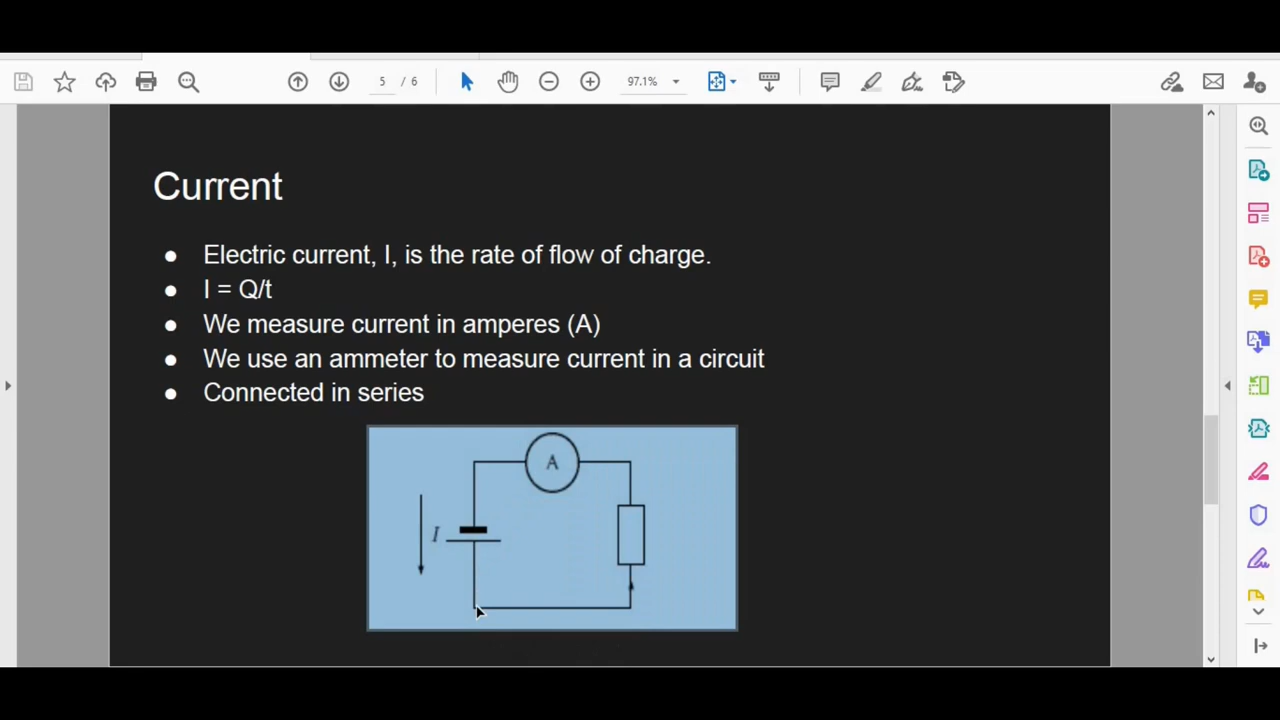 5 / 6
97.1%
Current
● Electric current, I, is the rate of flow of charge.
● I = Q/t
● We measure current in amperes (A)
● We use an ammeter to measure current in a circuit
● Connected in series
A
I